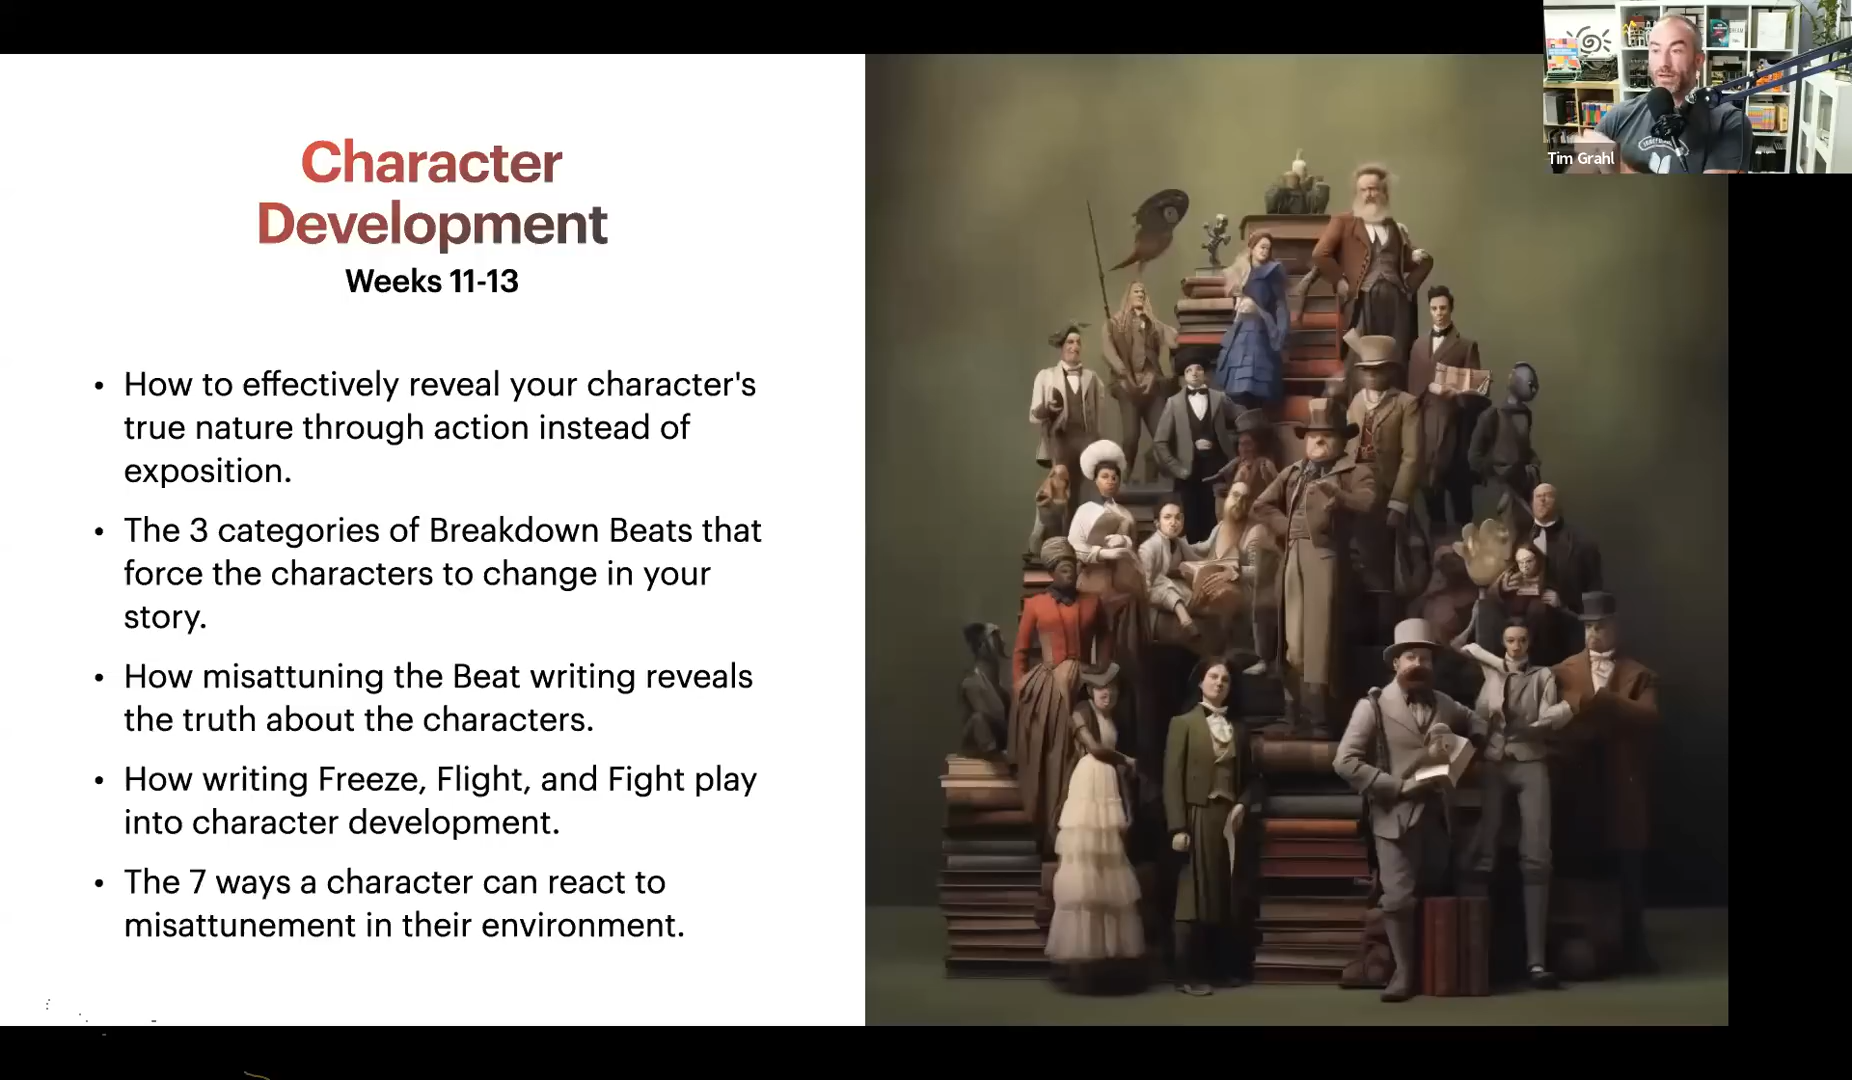 Character
Development
Weeks 11-13
• How to effectively reveal your character's
true nature through action instead of
exposition.
• The 3 categories of Breakdown Beats that
force the characters to change in your
story.
• How misattuning the Beat writing reveals
the truth about the characters.
• How writing Freeze, Flight, and Fight play
into character development.
• The 7 ways a character can react to
misattunement in their environment.
Tim Grahl